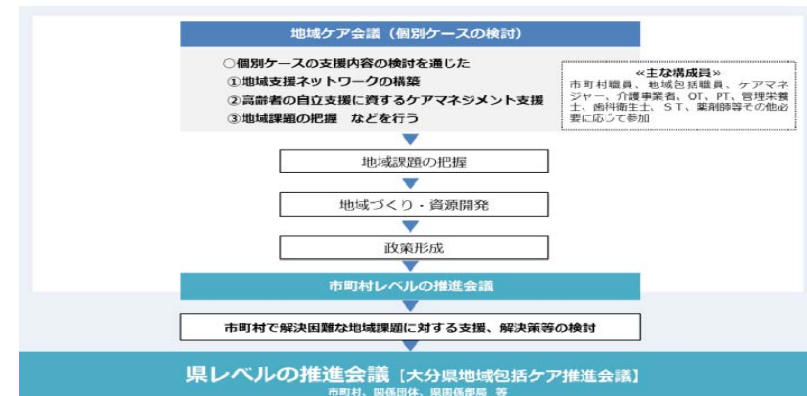 地域ケア会議（個別ケースの検討）
○個別ケースの支援内容の検討を通じた
①地域支援ネットワークの構築
②高齢者の自立支援に資するケアマネジメント支援
③地域課題の把握　などを行う
≪主な構成員≫
市町村職員、地域包括職員、ケアマネ
ジャー、介護事業者、OT、PT、管理栄養
士、歯科衛生士、ST、薬剤師等その他必
要に応じて参加
地域課題の把握
地域づくり・資源開発
政策形成
市町村レベルの推進会議
市町村で解決困難な地域課題に対する支援、解決策等の検討
県レベルの推進会議【大分県地域包括ケア推進会議】
市町村、関係団体、県関係部局 等